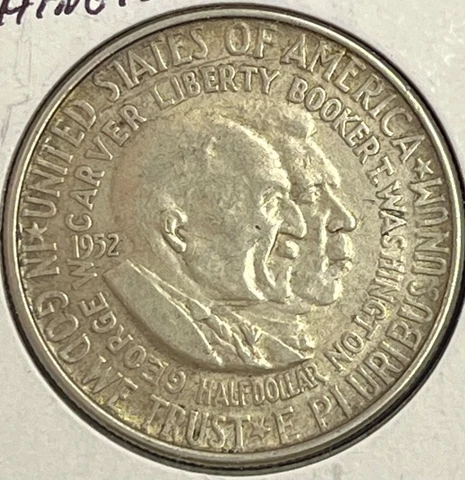 UNITED STATES OF AMERICA
IN GOD WE TRUST ★ E PLURIBUS UNUM ★
GEORGE W. CARVER LIBERTY BOOKER T. WASHINGTON
1952
HALF DOLLAR